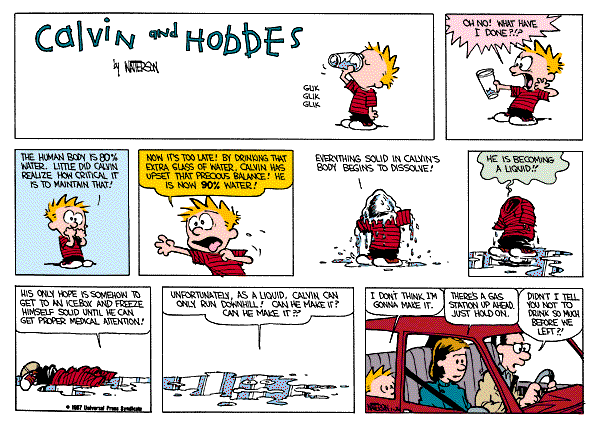 Calvin and Hobbes
by Watterson
GLIK
GLIK
GLIK
OH NO! WHAT HAVE
I DONE?!?
THE HUMAN BODY IS 80%
WATER. LITTLE DID CALVIN
REALIZE HOW CRITICAL IT
IS TO MAINTAIN THAT!
NOW IT'S TOO LATE! BY DRINKING THAT
EXTRA GLASS OF WATER, CALVIN HAS
UPSET THAT PRECIOUS BALANCE! HE
IS NOW 90% WATER!
EVERYTHING SOLID IN CALVIN'S
BODY BEGINS TO DISSOLVE!
HE IS BECOMING
A LIQUID!!
HIS ONLY HOPE IS SOMEHOW TO
GET TO AN ICEBOX AND FREEZE
HIMSELF SOLID UNTIL HE CAN
GET PROPER MEDICAL ATTENTION!
© 1987 Universal Press Syndicate
UNFORTUNATELY, AS A LIQUID, CALVIN CAN
ONLY RUN DOWNHILL! CAN HE MAKE IT?
CAN HE MAKE IT??
I DON'T THINK I'M
GONNA MAKE IT.
THERE'S A GAS
STATION UP AHEAD.
JUST HOLD ON.
DIDN'T I TELL
YOU NOT TO
DRINK SO MUCH
BEFORE WE
LEFT?!
WATTERSON